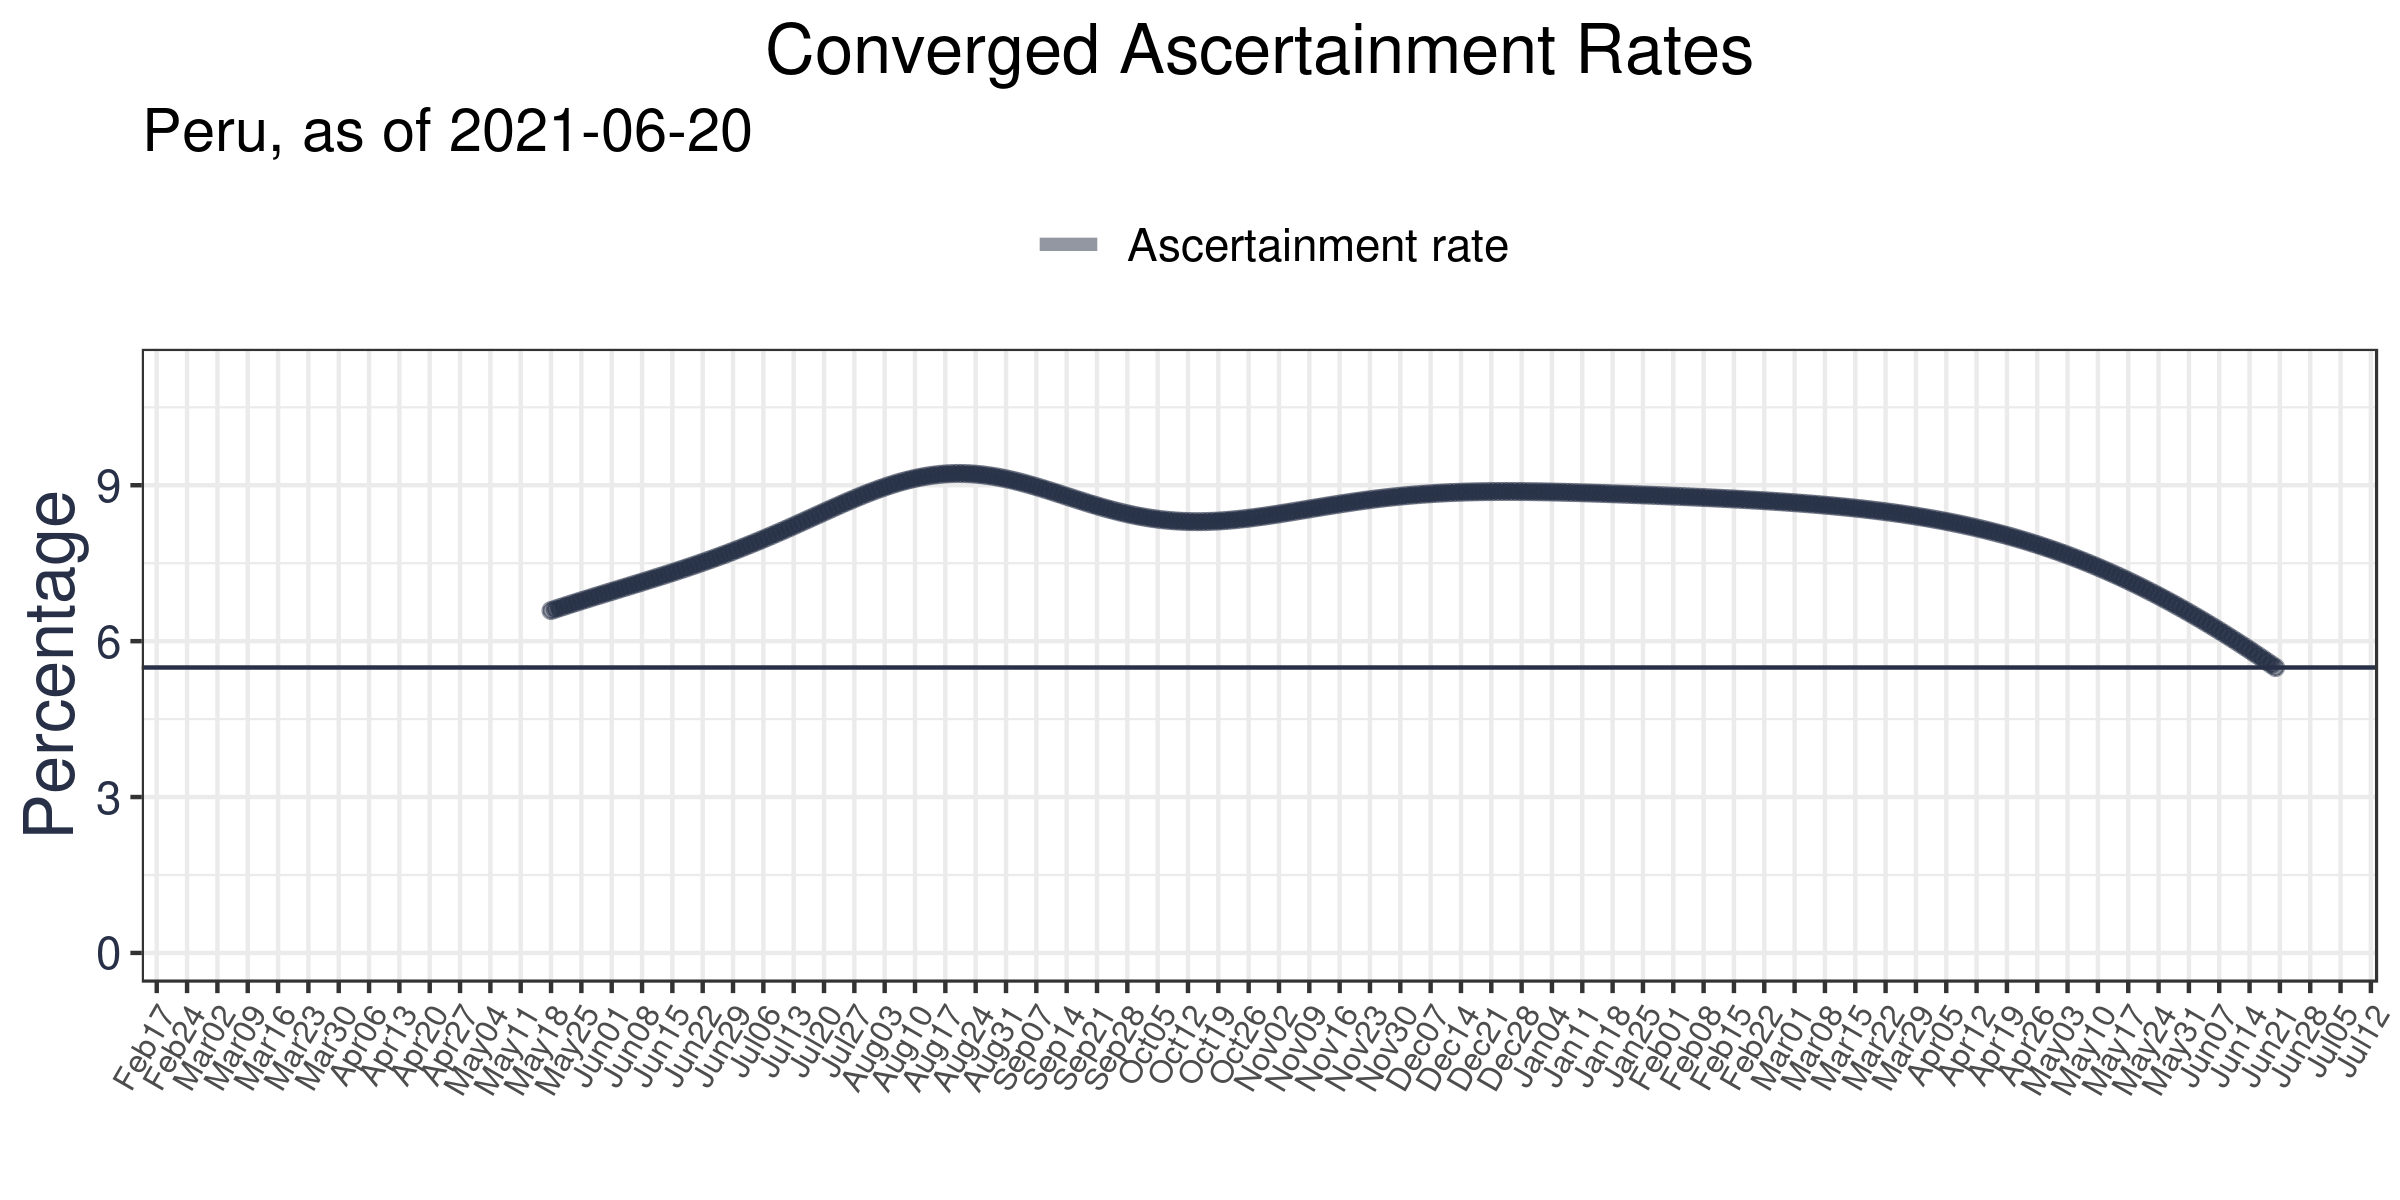 Converged Ascertainment Rates
Peru, as of 2021-06-20
Ascertainment rate
Percentage
9
6
3
0
Feb17
Feb24
Mar02
Mar09
Mar16
Mar23
Mar30
Apr06
Apr13
Apr20
Apr27
May04
May11
May18
May25
Jun01
Jun08
Jun15
Jun22
Jun29
Jul06
Jul13
Jul20
Jul27
Aug03
Aug10
Aug17
Aug24
Aug31
Sep07
Sep14
Sep21
Sep28
Oct05
Oct12
Oct19
Oct26
Nov02
Nov09
Nov16
Nov23
Nov30
Dec07
Dec14
Dec21
Dec28
Jan04
Jan11
Jan18
Jan25
Feb01
Feb08
Feb15
Feb22
Mar01
Mar08
Mar15
Mar22
Mar29
Apr05
Apr12
Apr19
Apr26
May03
May10
May17
May24
May31
Jun07
Jun14
Jun21
Jun28
Jul05
Jul12